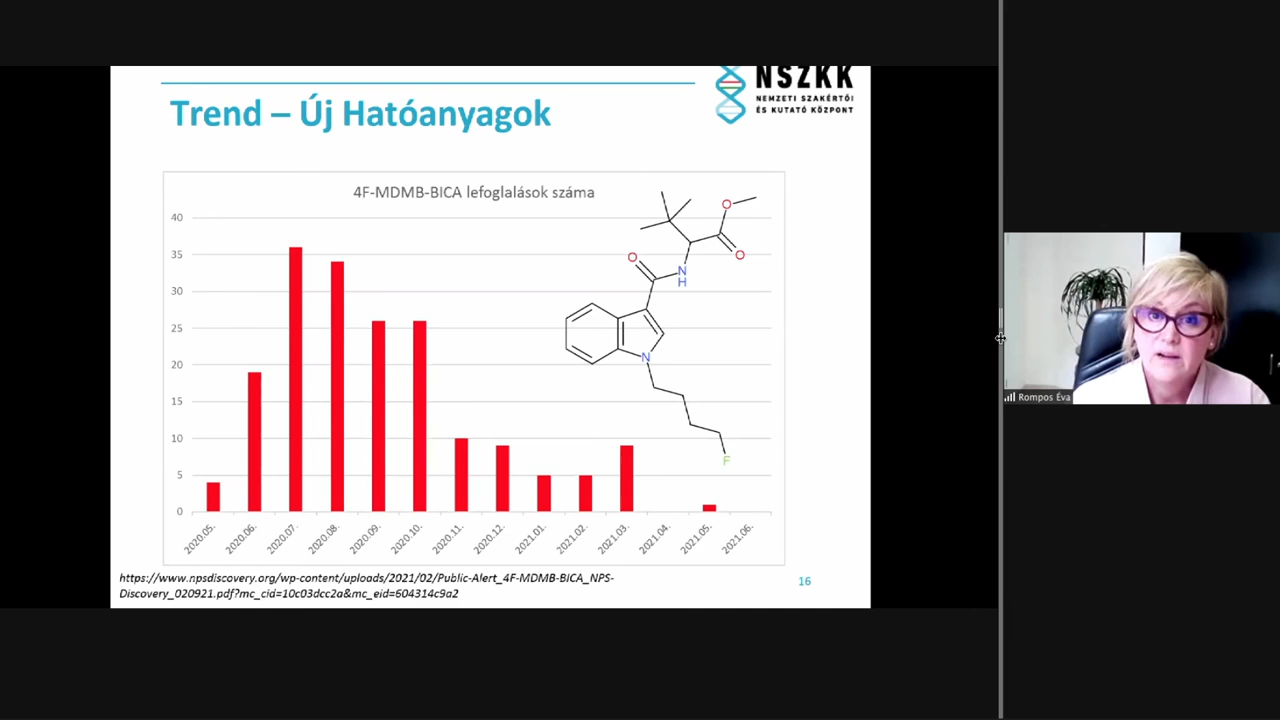 NSZKK
NEMZETI SZAKÉRTŐI
ÉS KUTATÓ KÖZPONT
Trend – Új Hatóanyagok
4F-MDMB-BICA lefoglalások száma
40
35
30
25
20
15
10
5
0
2020.05.
2020.06.
2020.07.
2020.08.
2020.09.
2020.10.
2020.11.
2020.12.
2021.01.
2021.02.
2021.03.
2021.04.
2021.05.
2021.06.
O
O
O
N
H
N
F
https://www.npsdiscovery.org/wp-content/uploads/2021/02/Public-Alert_4F-MDMB-BICA_NPS-
Discovery_020921.pdf?mc_cid=10c03dcc2a&mc_eid=604314c9a2
16
Rompos Éva